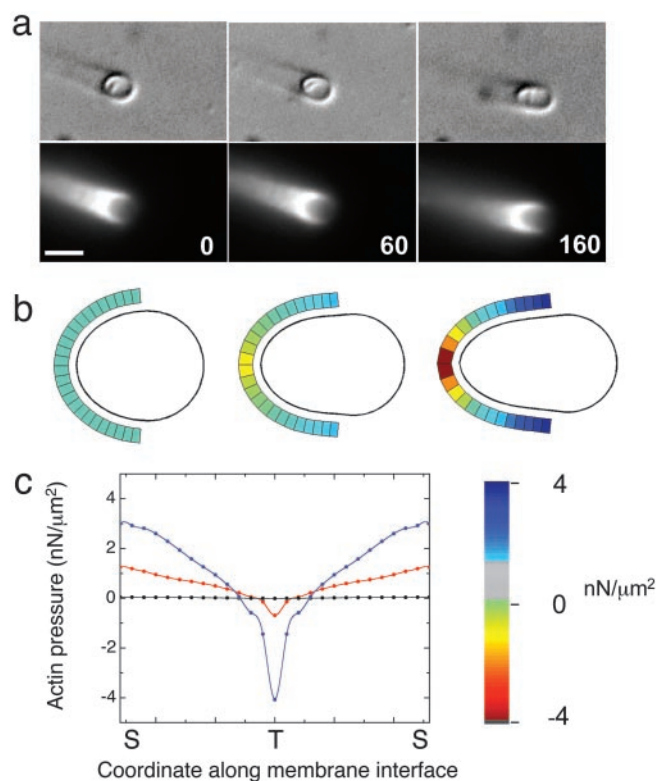 a
0
60
160
b
c
Actin pressure (nN/μm²)
4
2
0
-2
-4
S
T
S
Coordinate along membrane interface
4
0
-4
nN/μm²